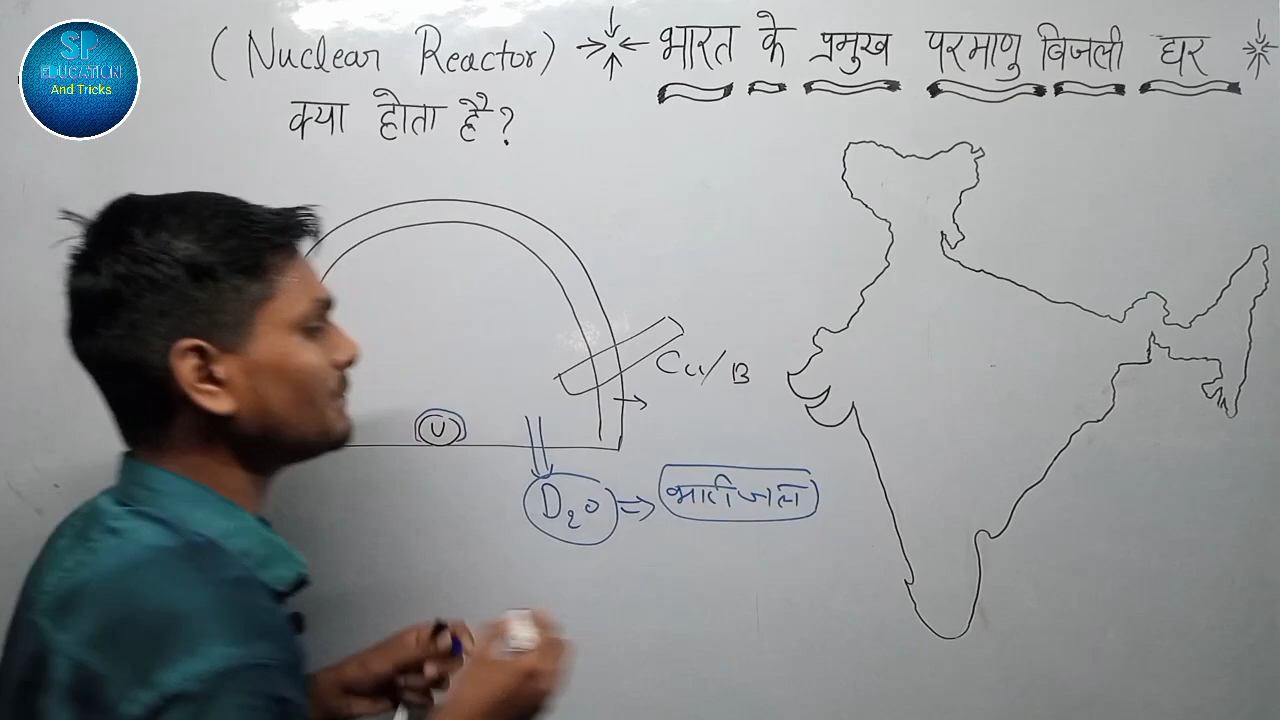 SP
EDUCATION
And Tricks
(Nuclear Reactor)
क्या होता है?
भारत के प्रमुख परमाणु बिजली घर
Cu/B
U
D₂O ⇒ भारी जल